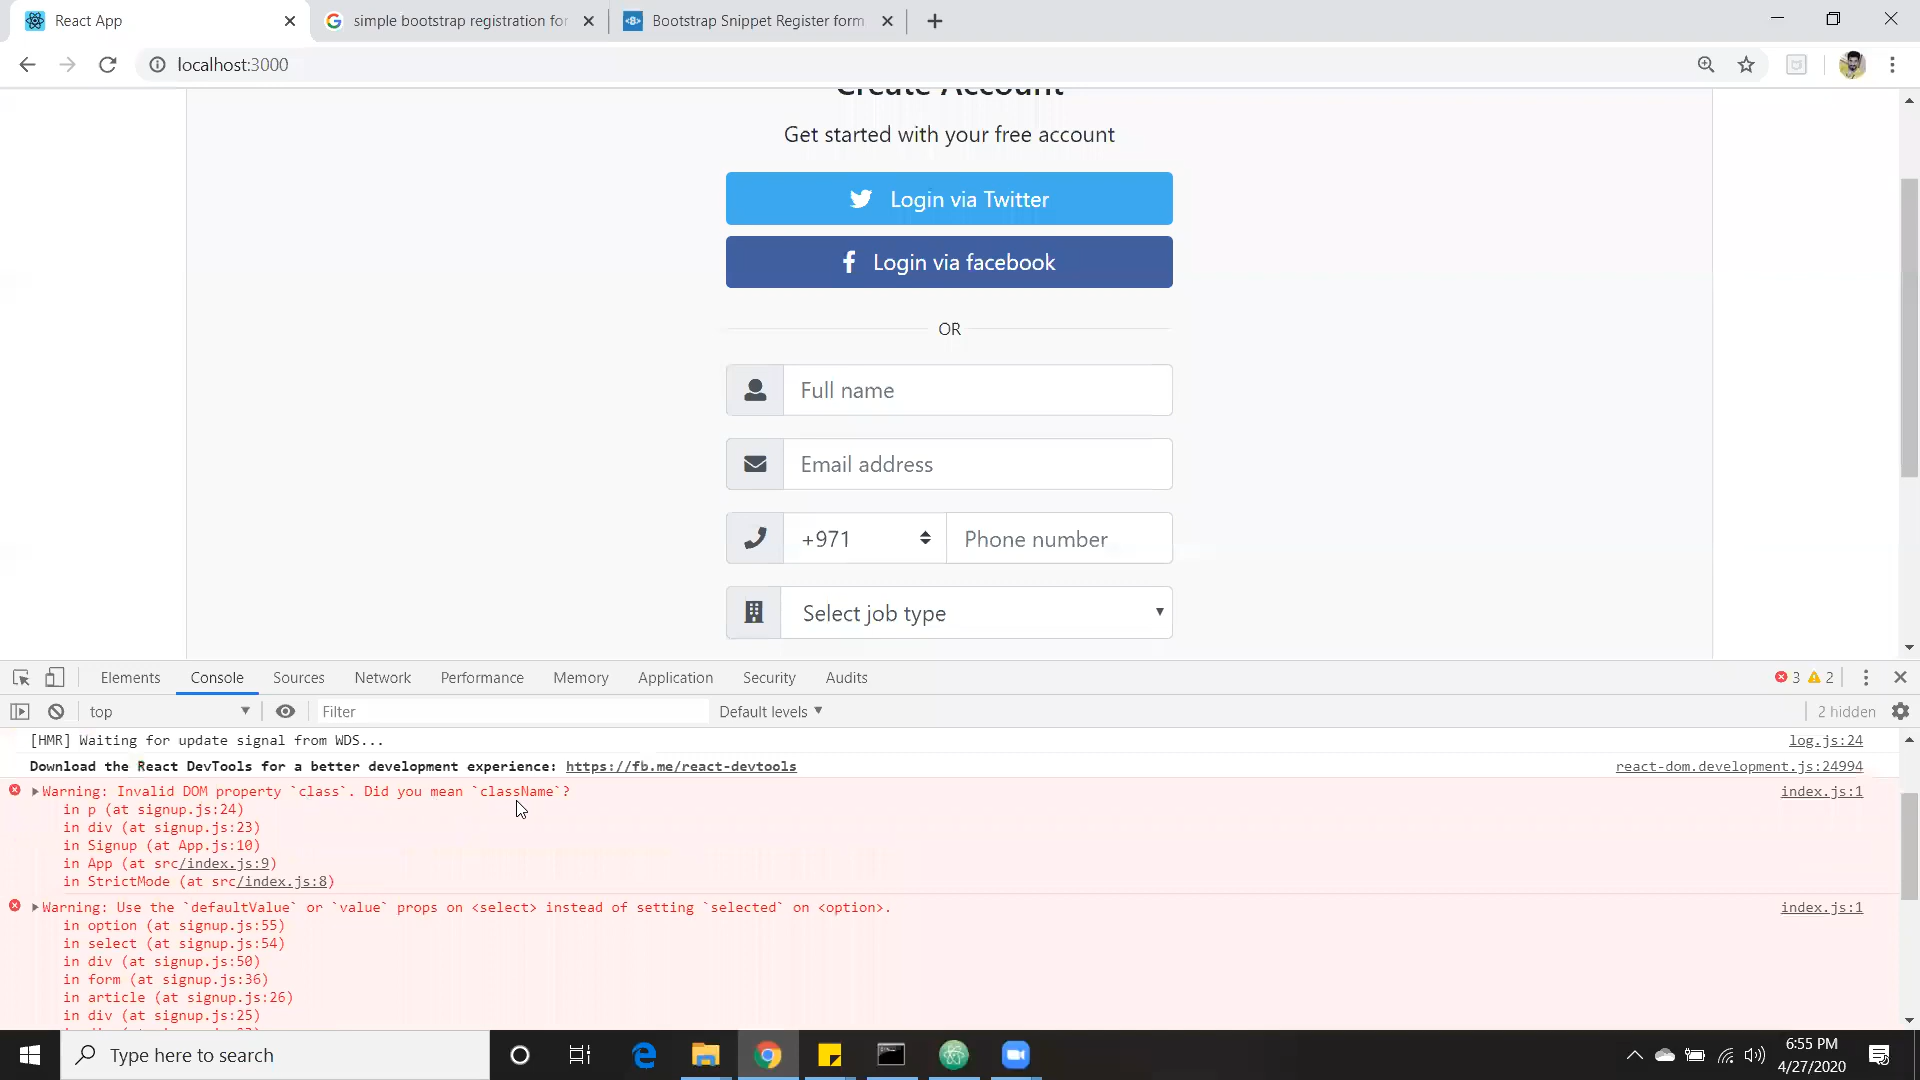 React App
simple bootstrap registration for
Bootstrap Snippet Register form
localhost:3000
Create Account
Get started with your free account
Login via Twitter
Login via facebook
OR
Full name
Email address
+971
Phone number
Select job type
Elements Console Sources Network Performance Memory Application Security Audits
3 2
top
Filter
Default levels
2 hidden
[HMR] Waiting for update signal from WDS...
log.js:24
Download the React DevTools for a better development experience: https://fb.me/react-devtools
react-dom.development.js:24994
Warning: Invalid DOM property `class`. Did you mean `className`?
index.js:1
in p (at signup.js:24)
in div (at signup.js:23)
in Signup (at App.js:10)
in App (at src/index.js:9)
in StrictMode (at src/index.js:8)
Warning: Use the `defaultValue` or `value` props on <select> instead of setting `selected` on <option>.
index.js:1
in option (at signup.js:55)
in select (at signup.js:54)
in div (at signup.js:50)
in form (at signup.js:36)
in article (at signup.js:26)
in div (at signup.js:25)
Type here to search
6:55 PM
4/27/2020